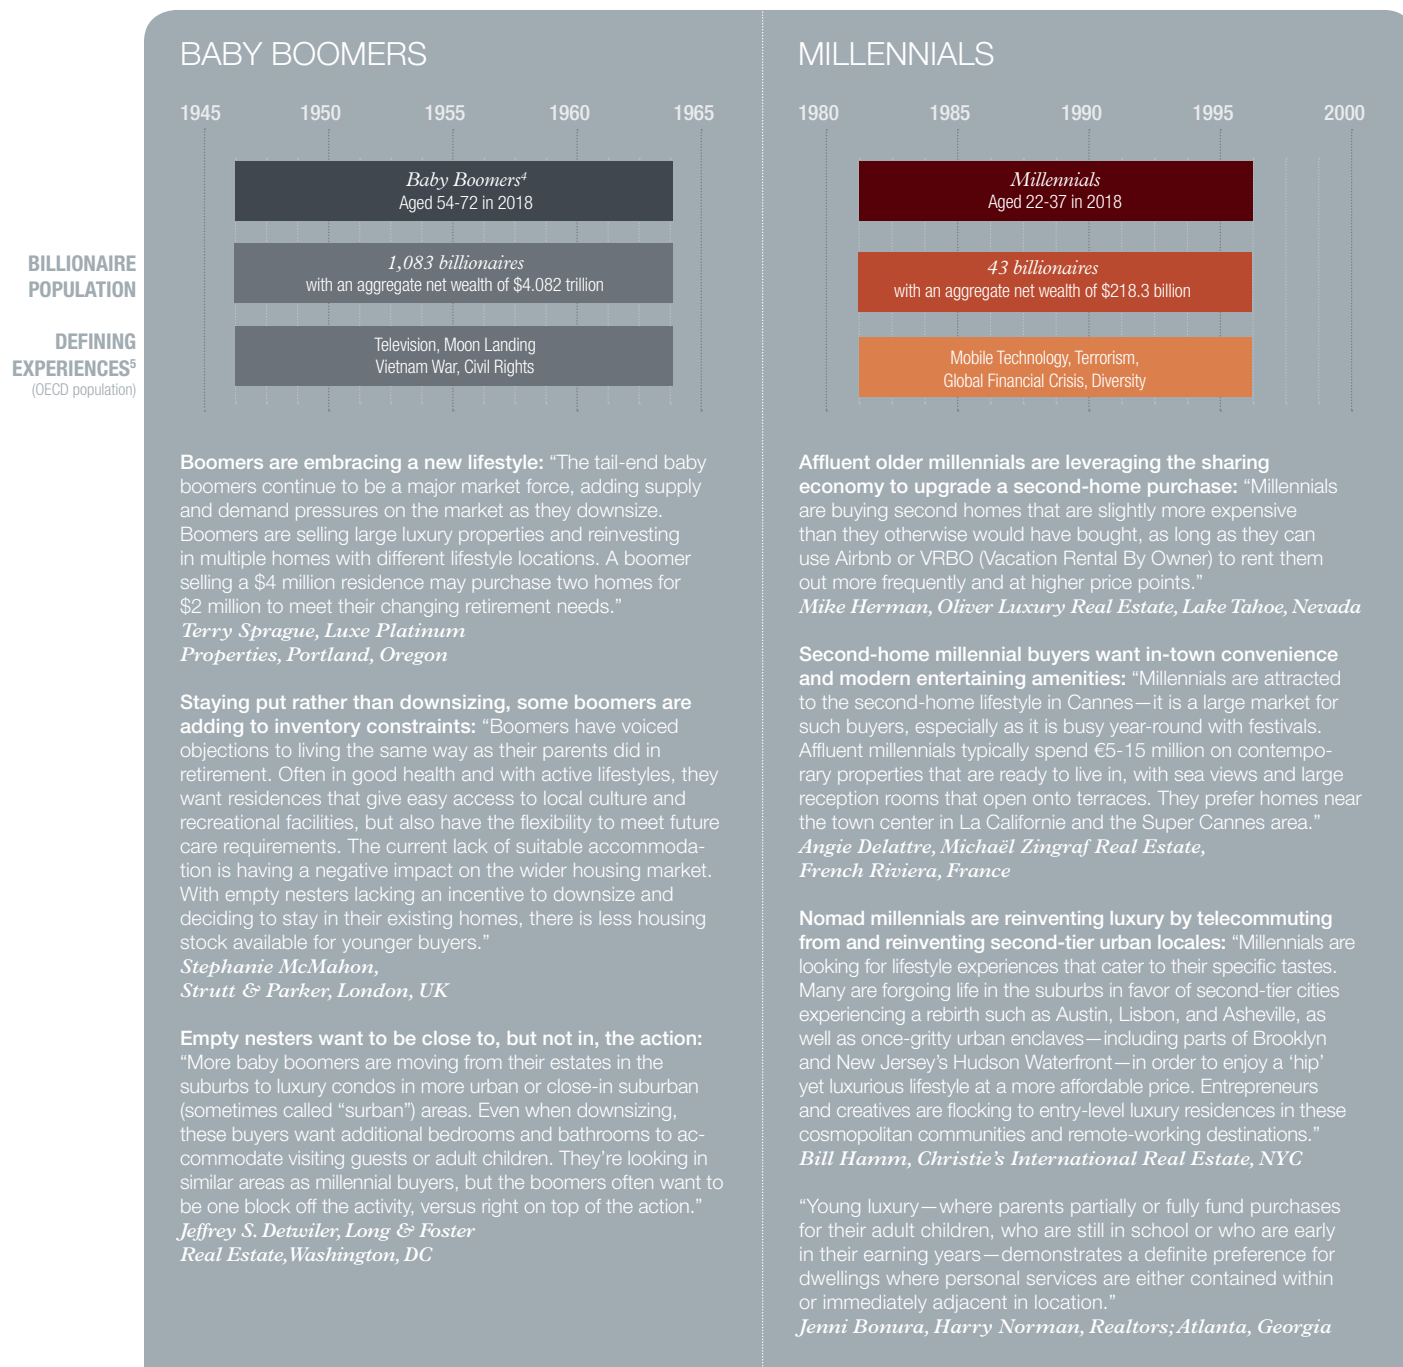 BABY BOOMERS
1945 1950 1955 1960 1965
Baby Boomers4
Aged 54-72 in 2018
BILLIONAIRE
POPULATION
1,083 billionaires
with an aggregate net wealth of $4.082 trillion
DEFINING
EXPERIENCES5
(OECD population)
Television, Moon Landing
Vietnam War, Civil Rights
Boomers are embracing a new lifestyle: “The tail-end baby
boomers continue to be a major market force, adding supply
and demand pressures on the market as they downsize.
Boomers are selling large luxury properties and reinvesting
in multiple homes with different lifestyle locations. A boomer
selling a $4 million residence may purchase two homes for
$2 million to meet their changing retirement needs.”
Terry Sprague, Luxe Platinum
Properties, Portland, Oregon
Staying put rather than downsizing, some boomers are
adding to inventory constraints: “Boomers have voiced
objections to living the same way as their parents did in
retirement. Often in good health and with active lifestyles, they
want residences that give easy access to local culture and
recreational facilities, but also have the flexibility to meet future
care requirements. The current lack of suitable accommoda-
tion is having a negative impact on the wider housing market.
With empty nesters lacking an incentive to downsize and
deciding to stay in their existing homes, there is less housing
stock available for younger buyers.”
Stephanie McMahon,
Strutt & Parker, London, UK
Empty nesters want to be close to, but not in, the action:
“More baby boomers are moving from their estates in the
suburbs to luxury condos in more urban or close-in suburban
(sometimes called “surban”) areas. Even when downsizing,
these buyers want additional bedrooms and bathrooms to ac-
commodate visiting guests or adult children. They’re looking in
similar areas as millennial buyers, but the boomers often want to
be one block off the activity, versus right on top of the action.”
Jeffrey S. Detwiler, Long & Foster
Real Estate, Washington, DC
MILLENNIALS
1980 1985 1990 1995 2000
Millennials
Aged 22-37 in 2018
43 billionaires
with an aggregate net wealth of $218.3 billion
Mobile Technology, Terrorism,
Global Financial Crisis, Diversity
Affluent older millennials are leveraging the sharing
economy to upgrade a second-home purchase: “Millennials
are buying second homes that are slightly more expensive
than they otherwise would have bought, as long as they can
use Airbnb or VRBO (Vacation Rental By Owner) to rent them
out more frequently and at higher price points.”
Mike Herman, Oliver Luxury Real Estate, Lake Tahoe, Nevada
Second-home millennial buyers want in-town convenience
and modern entertaining amenities: “Millennials are attracted
to the second-home lifestyle in Cannes—it is a large market for
such buyers, especially as it is busy year-round with festivals.
Affluent millennials typically spend €5-15 million on contempo-
rary properties that are ready to live in, with sea views and large
reception rooms that open onto terraces. They prefer homes near
the town center in La Californie and the Super Cannes area.”
Angie Delattre, Michaël Zingraf Real Estate,
French Riviera, France
Nomad millennials are reinventing luxury by telecommuting
from and reinventing second-tier urban locales: “Millennials are
looking for lifestyle experiences that cater to their specific tastes.
Many are forgoing life in the suburbs in favor of second-tier cities
experiencing a rebirth such as Austin, Lisbon, and Asheville, as
well as once-gritty urban enclaves—including parts of Brooklyn
and New Jersey’s Hudson Waterfront—in order to enjoy a ‘hip’
yet luxurious lifestyle at a more affordable price. Entrepreneurs
and creatives are flocking to entry-level luxury residences in these
cosmopolitan communities and remote-working destinations.”
Bill Hamm, Christie’s International Real Estate, NYC
“Young luxury—where parents partially or fully fund purchases
for their adult children, who are still in school or who are early
in their earning years—demonstrates a definite preference for
dwellings where personal services are either contained within
or immediately adjacent in location.”
Jenni Bonura, Harry Norman, Realtors; Atlanta, Georgia